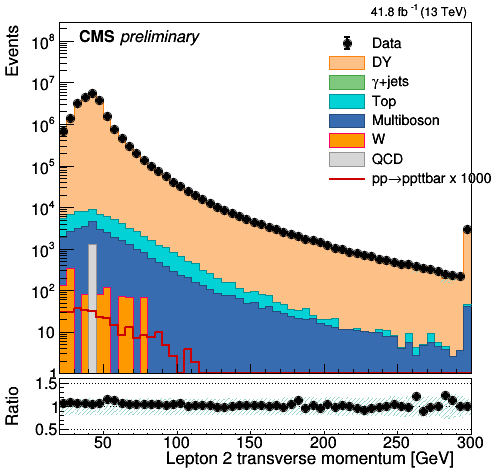 41.8 fb⁻¹ (13 TeV)
CMS preliminary
Events
10⁸
10⁷
10⁶
10⁵
10⁴
10³
10²
10
1
Data
DY
γ+jets
Top
Multiboson
W
QCD
pp→ppttbar x 1000
Ratio
1.5
1
0.5
50
100
150
200
250
300
Lepton 2 transverse momentum [GeV]